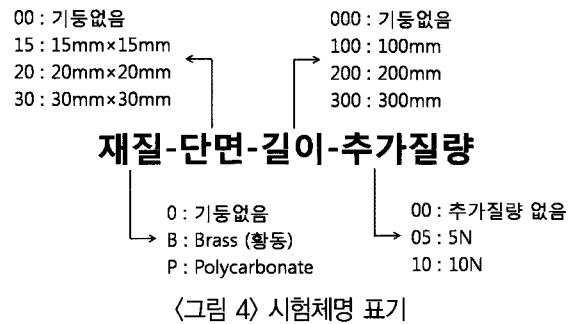 00 : 기둥없음
15 : 15mm×15mm
20 : 20mm×20mm
30 : 30mm×30mm
000 : 기둥없음
100 : 100mm
200 : 200mm
300 : 300mm
재질-단면-길이-추가질량
0 : 기둥없음
B : Brass (황동)
P : Polycarbonate
00 : 추가질량 없음
05 : 5N
10 : 10N
〈그림 4〉 시험체명 표기